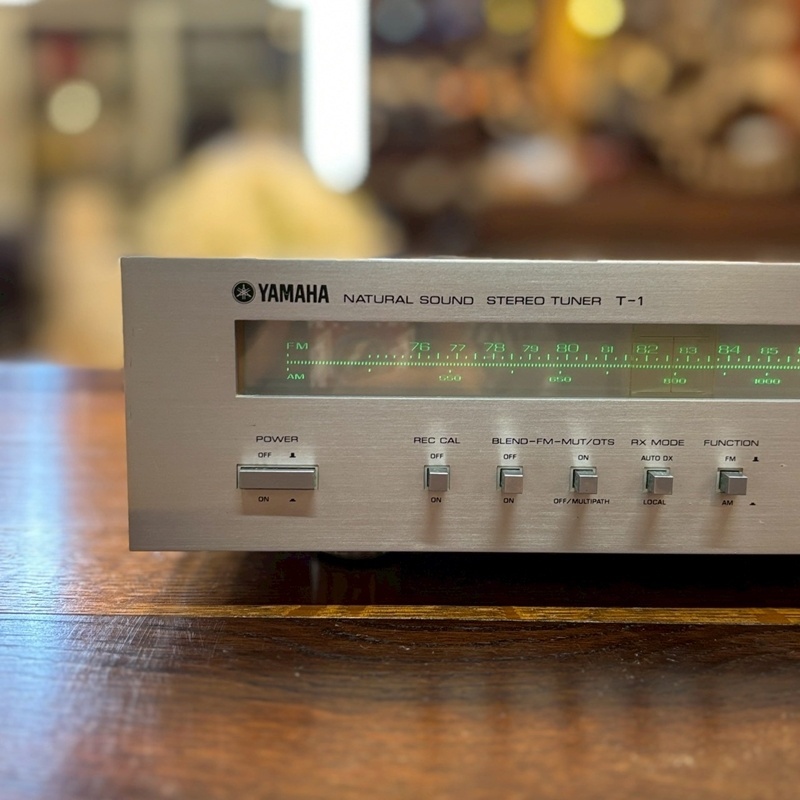 YAMAHA NATURAL SOUND STEREO TUNER T-1
FM 76 77 78 79 80 81 82 83 84 85
AM 550 650 800 1000
POWER REC CAL BLEND-FM-MUT/OTS RX MODE FUNCTION
OFF OFF OFF ON AUTO DX FM
ON ON ON OFF/MULTIPATH LOCAL AM